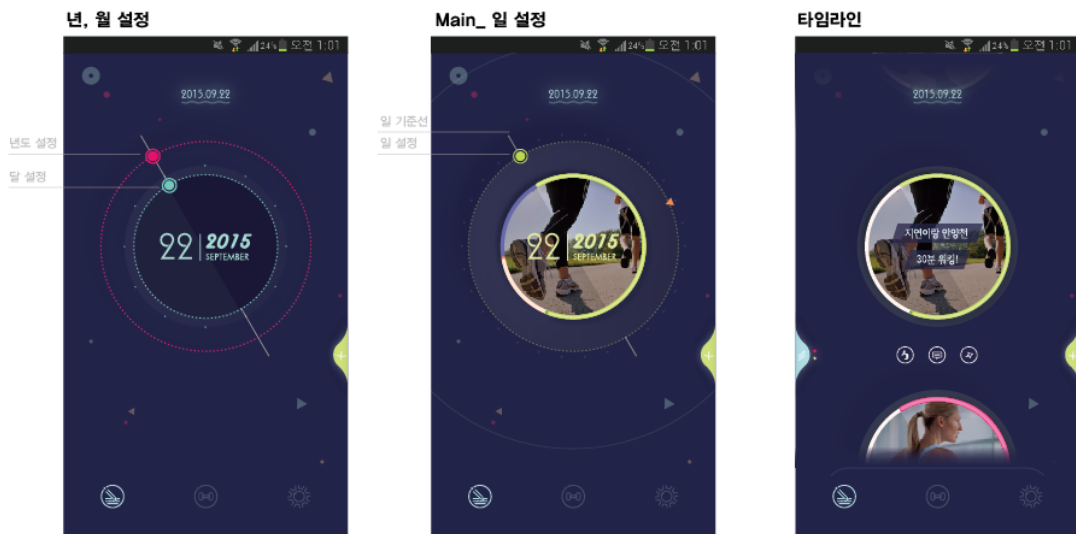 년, 월 설정
Main_ 일 설정
타임라인
24% 오전 1:01
24% 오전 1:01
24% 오전 1:01
2015.09.22
2015.09.22
2015.09.22
년도 설정
달 설정
일 기준선
일 설정
22 2015
SEPTEMBER
22 2015
SEPTEMBER
지연이랑 안양천
30분 워킹!